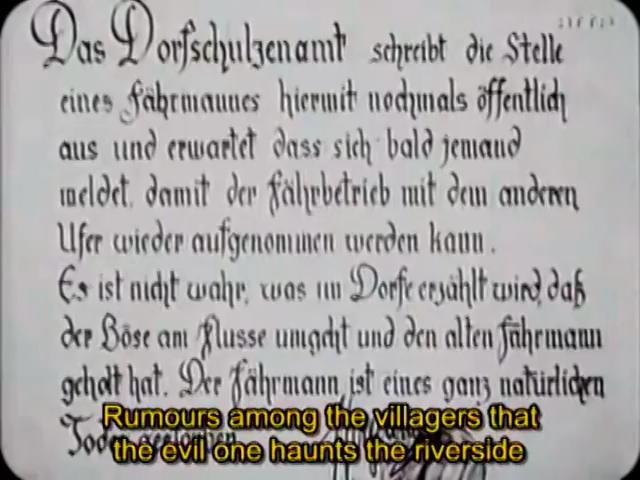 Das Dorfschulzenamt schreibt die Stelle
eines Fährmannes hiermit nochmals öffentlich
aus und erwartet dass sich bald jemand
meldet, damit der Fährbetrieb mit dem anderen
Ufer wieder aufgenommen werden kann.
Es ist nicht wahr, was im Dorfe erzählt wird, daß
der Böse am Flusse umgeht und den alten Fährmann
geholt hat. Der Fährmann ist eines ganz natürlichen
Todes gestorben.
Rumours among the villagers that
the evil one haunts the riverside